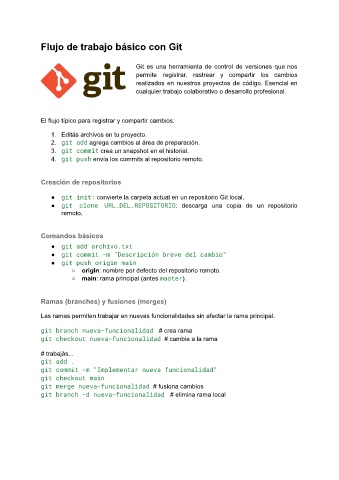 Flujo de trabajo básico con Git
git
Git es una herramienta de control de versiones que nos
permite registrar, rastrear y compartir los cambios
realizados en nuestros proyectos de código. Esencial en
cualquier trabajo colaborativo o desarrollo profesional.
El flujo típico para registrar y compartir cambios:
1. Editás archivos en tu proyecto.
2. git add agrega cambios al área de preparación.
3. git commit crea un snapshot en el historial.
4. git push envía los commits al repositorio remoto.
Creación de repositorios
● git init: convierte la carpeta actual en un repositorio Git local.
● git clone URL_DEL_REPOSITORIO: descarga una copia de un repositorio
remoto.
Comandos básicos
● git add archivo.txt
● git commit -m "Descripción breve del cambio"
● git push origin main
○ origin: nombre por defecto del repositorio remoto.
○ main: rama principal (antes master).
Ramas (branches) y fusiones (merges)
Las ramas permiten trabajar en nuevas funcionalidades sin afectar la rama principal.
git branch nueva-funcionalidad # crea rama
git checkout nueva-funcionalidad # cambia a la rama
# trabajás...
git add .
git commit -m "Implementar nueva funcionalidad"
git checkout main
git merge nueva-funcionalidad # fusiona cambios
git branch -d nueva-funcionalidad # elimina rama local